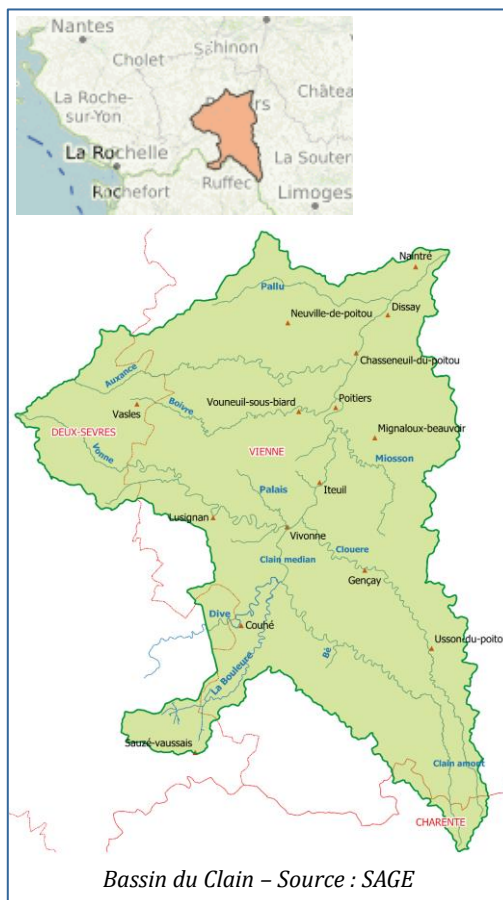 Nantes
Cholet
La Roche-
sur-Yon
La Rochelle
Rochefort
Ruffec
La Souter
Limoges
Naintré
Pallu
Neuville-de-poitou
Dissay
Chasseneuil-du-poitou
Auxance
Vasles
Boivre
Vouneuil-sous-biard
Poitiers
DEUX-SEVRES
Vonne
VIENNE
Mignaloux-beauvoir
Miosson
Palais
Iteuil
Lusignan
Vivonne
Clain median
Clouere
Gençay
Dive
Couhé
Bé
Usson-du-poito
La Bouleure
Sauzé-vaussais
Clain amont
CHARENTE
Bassin du Clain – Source : SAGE